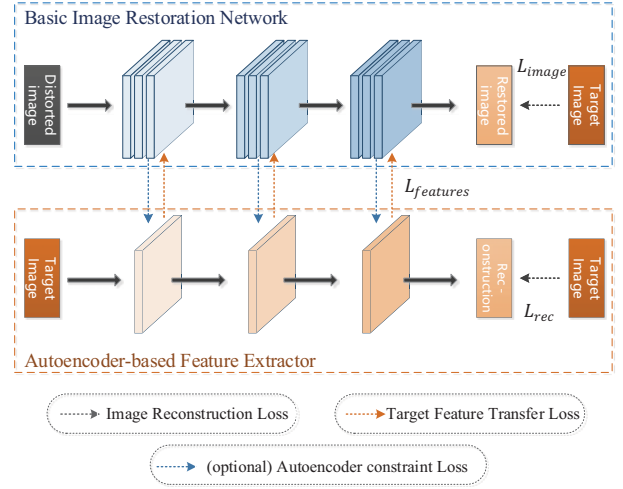 Basic Image Restoration Network
Distorted
image
Restored
image
L_image
Target
Image
L_features
Target
Image
Rec-
onstruction
L_rec
Target
Image
Autoencoder-based Feature Extractor
Image Reconstruction Loss
Target Feature Transfer Loss
(optional) Autoencoder constraint Loss